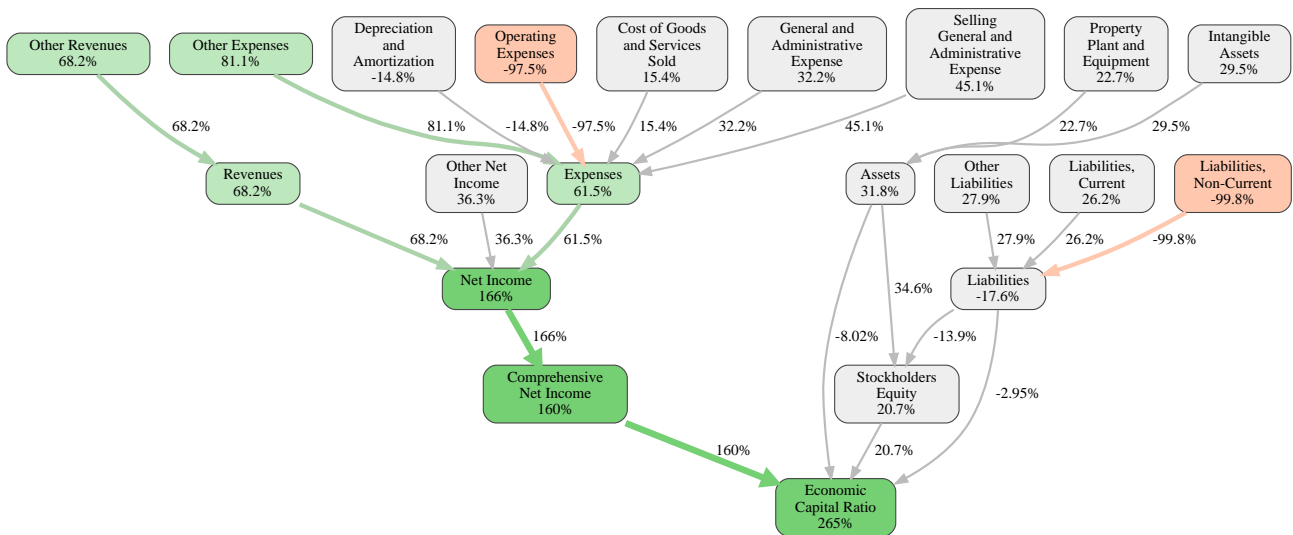 Other Revenues
68.2%
Other Expenses
81.1%
Depreciation
and
Amortization
-14.8%
Operating
Expenses
-97.5%
Cost of Goods
and Services
Sold
15.4%
General and
Administrative
Expense
32.2%
Selling
General and
Administrative
Expense
45.1%
Property
Plant and
Equipment
22.7%
Intangible
Assets
29.5%
68.2%
81.1%
-14.8%
-97.5%
15.4%
32.2%
45.1%
22.7%
29.5%
Revenues
68.2%
Other Net
Income
36.3%
Expenses
61.5%
Assets
31.8%
Other
Liabilities
27.9%
Liabilities,
Current
26.2%
Liabilities,
Non-Current
-99.8%
68.2%
36.3%
61.5%
27.9%
26.2%
-99.8%
Net Income
166%
34.6%
Liabilities
-17.6%
166%
-8.02%
-13.9%
Comprehensive
Net Income
160%
Stockholders
Equity
20.7%
-2.95%
160%
20.7%
Economic
Capital Ratio
265%